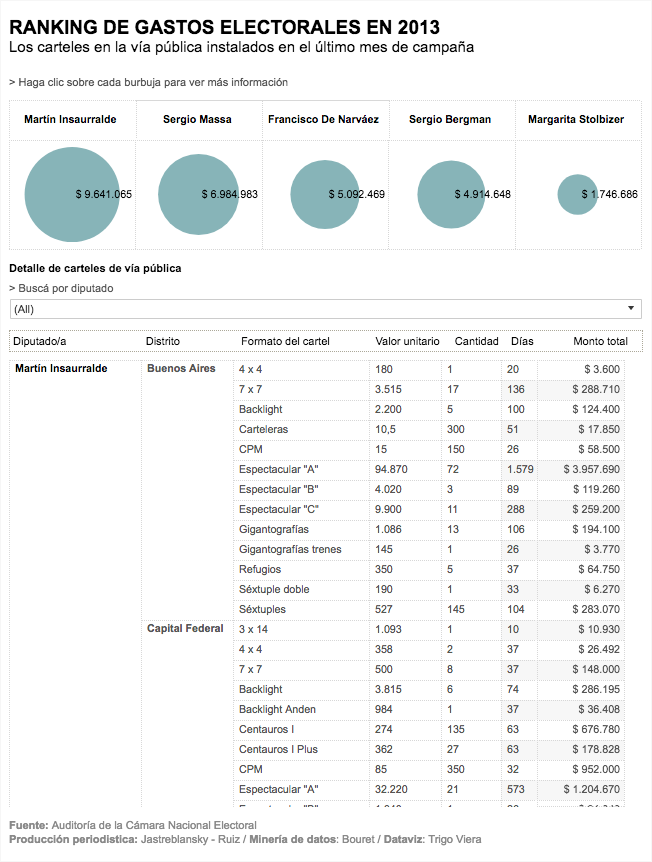 RANKING DE GASTOS ELECTORALES EN 2013
Los carteles en la vía pública instalados en el último mes de campaña
> Haga clic sobre cada burbuja para ver más información
Martín Insaurralde Sergio Massa Francisco De Narváez Sergio Bergman Margarita Stolbizer
$ 9.641.065 $ 6.984.983 $ 5.092.469 $ 4.914.648 $ 1.746.686
Detalle de carteles de vía pública
> Buscá por diputado
(All)
Diputado/a Distrito Formato del cartel Valor unitario Cantidad Días Monto total
Martín Insaurralde Buenos Aires 4 x 4 180 1 20 $ 3.600
7 x 7 3.515 17 136 $ 288.710
Backlight 2.200 5 100 $ 124.400
Carteleras 10,5 300 51 $ 17.850
CPM 15 150 26 $ 58.500
Espectacular "A" 94.870 72 1.579 $ 3.957.690
Espectacular "B" 4.020 3 89 $ 119.260
Espectacular "C" 9.900 11 288 $ 259.200
Gigantografías 1.086 13 106 $ 194.100
Gigantografías trenes 145 1 26 $ 3.770
Refugios 350 5 37 $ 64.750
Séxtuple doble 190 1 33 $ 6.270
Séxtuples 527 145 104 $ 283.070
Capital Federal 3 x 14 1.093 1 10 $ 10.930
4 x 4 358 2 37 $ 26.492
7 x 7 500 8 37 $ 148.000
Backlight 3.815 6 74 $ 286.195
Backlight Anden 984 1 37 $ 36.408
Centauros I 274 135 63 $ 676.780
Centauros I Plus 362 27 63 $ 178.828
CPM 85 350 32 $ 952.000
Espectacular "A" 32.220 21 573 $ 1.204.670
Fuente: Auditoría de la Cámara Nacional Electoral
Producción periodistica: Jastreblansky - Ruiz / Minería de datos: Bouret / Dataviz: Trigo Viera